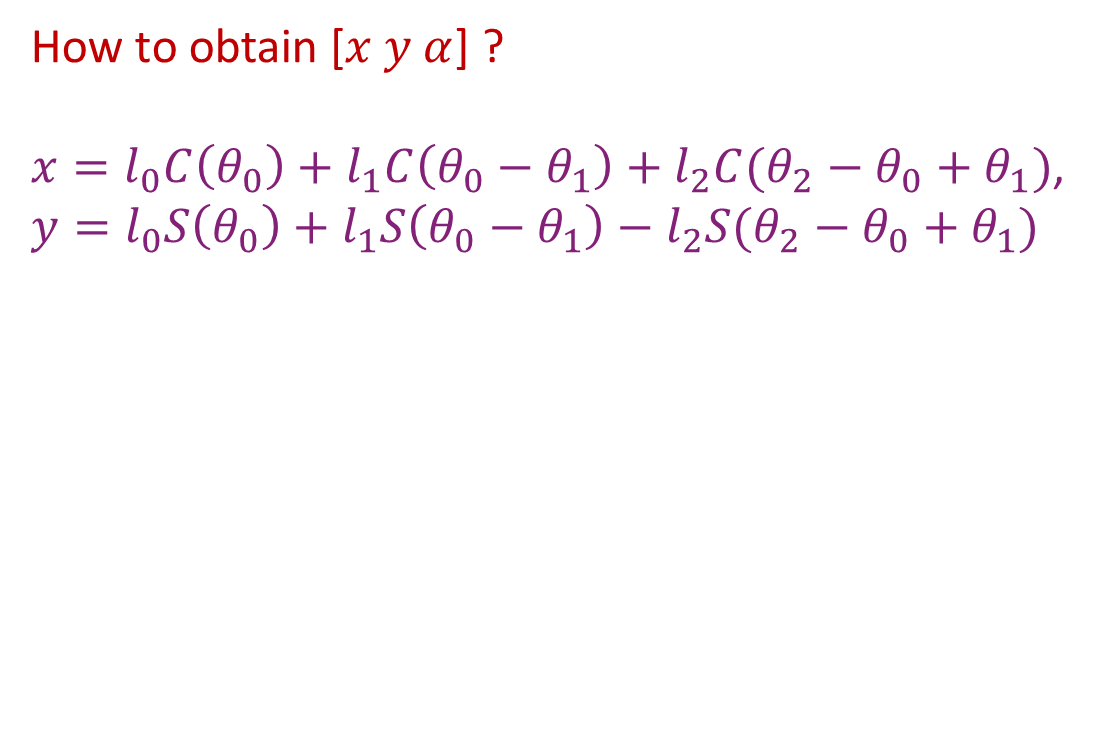 How to obtain [x y α] ?
x = l₀C(θ₀) + l₁C(θ₀ − θ₁) + l₂C(θ₂ − θ₀ + θ₁),
y = l₀S(θ₀) + l₁S(θ₀ − θ₁) − l₂S(θ₂ − θ₀ + θ₁)